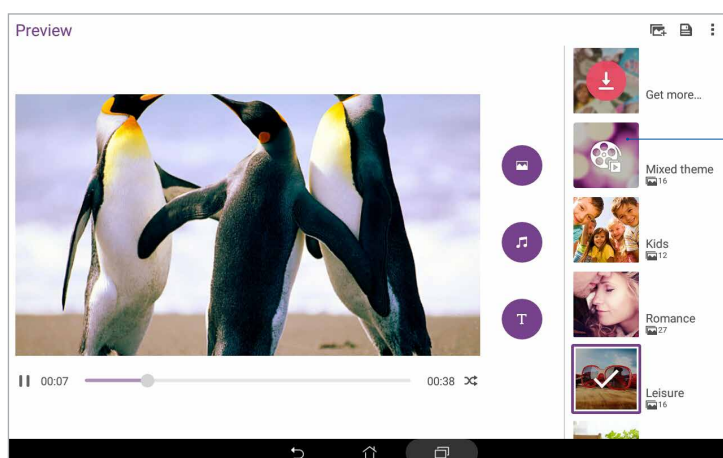 Preview
Get more...
Mixed theme
16
Kids
12
Romance
27
T
00:07
00:38
Leisure
16